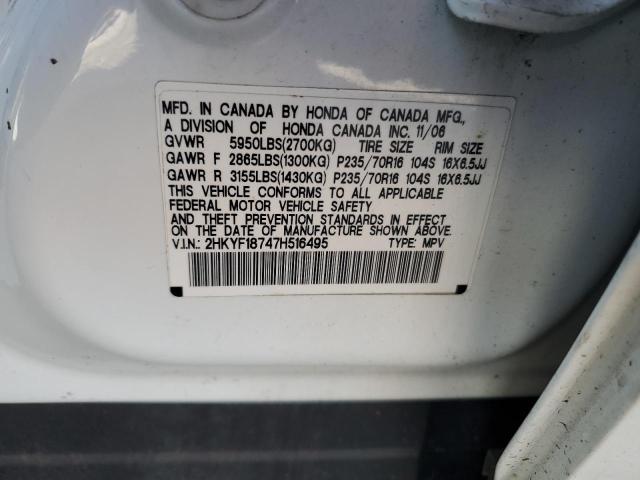 MFD. IN CANADA BY HONDA OF CANADA MFG.,
A DIVISION OF HONDA CANADA INC. 11/06
GVWR 5950LBS(2700KG) TIRE SIZE RIM SIZE
GAWR F 2865LBS(1300KG) P235/70R16 104S 16X6.5JJ
GAWR R 3155LBS(1430KG) P235/70R16 104S 16X6.5JJ
THIS VEHICLE CONFORMS TO ALL APPLICABLE
FEDERAL MOTOR VEHICLE SAFETY
AND THEFT PREVENTION STANDARDS IN EFFECT
ON THE DATE OF MANUFACTURE SHOWN ABOVE.
V.I.N.: 2HKYF18747H516495 TYPE: MPV